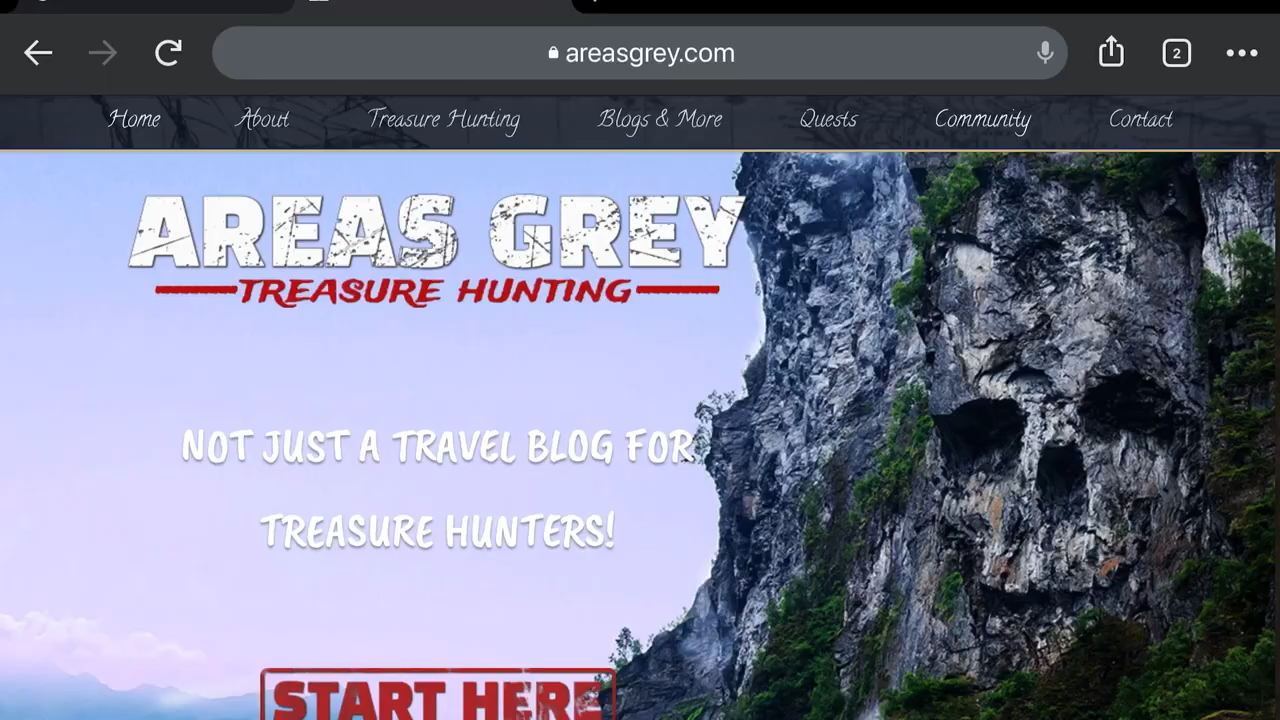 areasgrey.com
2
Home About Treasure Hunting Blogs & More Quests Community Contact
AREAS GREY
TREASURE HUNTING
NOT JUST A TRAVEL BLOG FOR
TREASURE HUNTERS!
START HERE